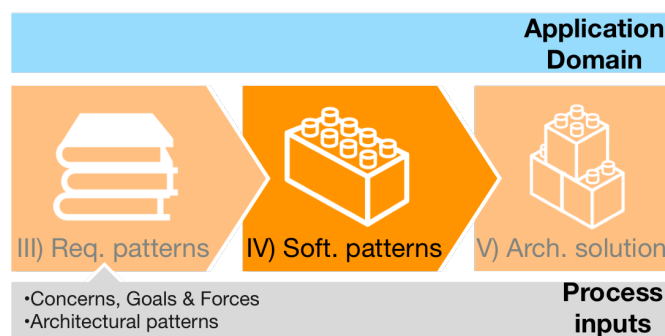 Application
Domain
III) Req. patterns
IV) Soft. patterns
V) Arch. solution
•Concerns, Goals & Forces
•Architectural patterns
Process
inputs